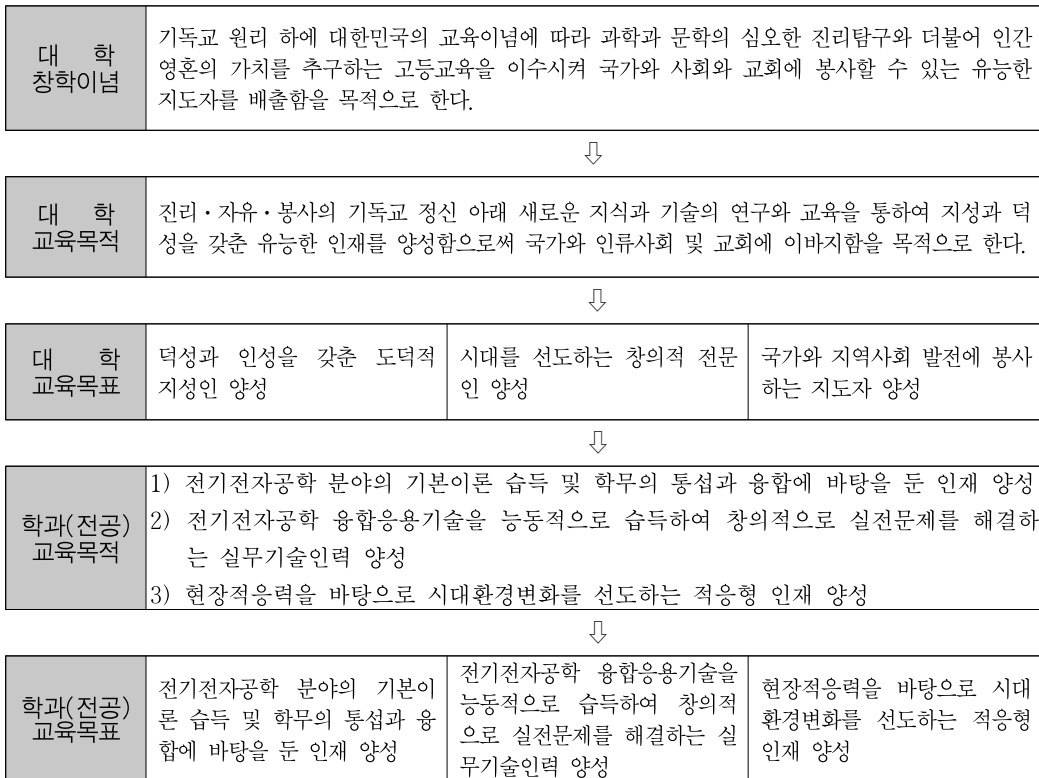 대 학
창학이념
기독교 원리 하에 대한민국의 교육이념에 따라 과학과 문학의 심오한 진리탐구와 더불어 인간
영혼의 가치를 추구하는 고등교육을 이수시켜 국가와 사회와 교회에 봉사할 수 있는 유능한
지도자를 배출함을 목적으로 한다.
⇩
대 학
교육목적
진리·자유·봉사의 기독교 정신 아래 새로운 지식과 기술의 연구와 교육을 통하여 지성과 덕
성을 갖춘 유능한 인재를 양성함으로써 국가와 인류사회 및 교회에 이바지함을 목적으로 한다.
⇩
대 학
교육목표
덕성과 인성을 갖춘 도덕적
지성인 양성
시대를 선도하는 창의적 전문
인 양성
국가와 지역사회 발전에 봉사
하는 지도자 양성
⇩
학과(전공)
교육목적
1) 전기전자공학 분야의 기본이론 습득 및 학무의 통섭과 융합에 바탕을 둔 인재 양성
2) 전기전자공학 융합응용기술을 능동적으로 습득하여 창의적으로 실전문제를 해결하
는 실무기술인력 양성
3) 현장적응력을 바탕으로 시대환경변화를 선도하는 적응형 인재 양성
⇩
학과(전공)
교육목표
전기전자공학 분야의 기본이
론 습득 및 학무의 통섭과 융
합에 바탕을 둔 인재 양성
전기전자공학 융합응용기술을
능동적으로 습득하여 창의적
으로 실전문제를 해결하는 실
무기술인력 양성
현장적응력을 바탕으로 시대
환경변화를 선도하는 적응형
인재 양성